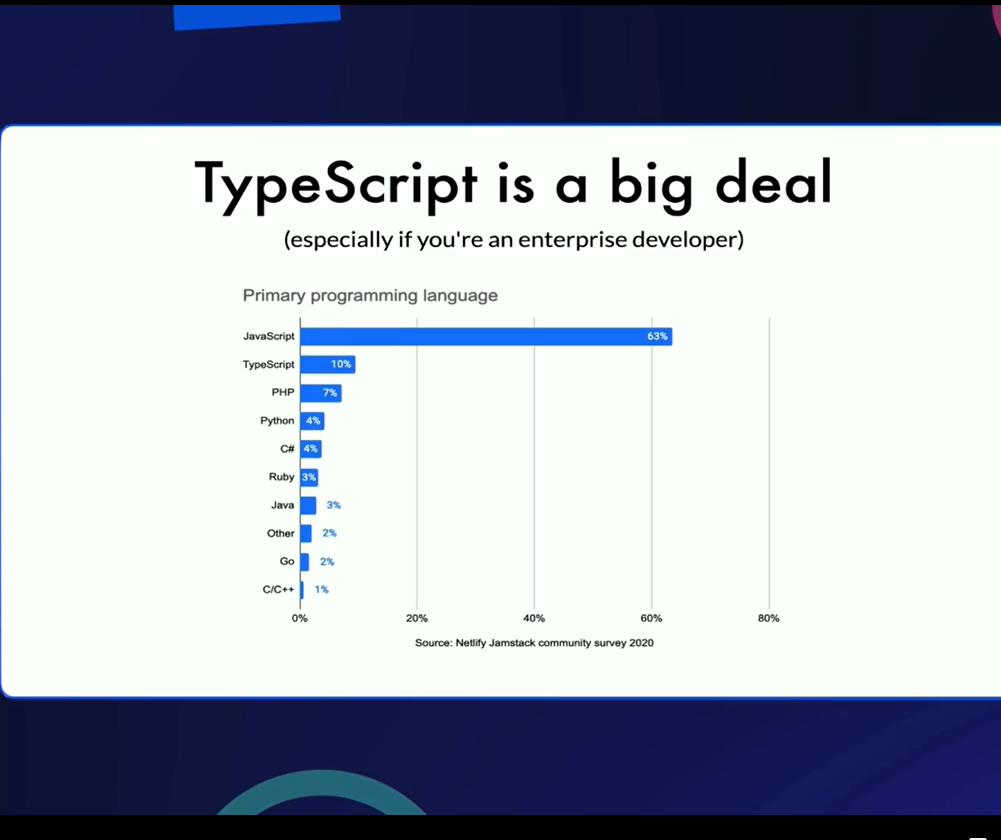 TypeScript is a big deal
(especially if you're an enterprise developer)
Primary programming language
JavaScript 63%
TypeScript 10%
PHP 7%
Python 4%
C# 4%
Ruby 3%
Java 3%
Other 2%
Go 2%
C/C++ 1%
0% 20% 40% 60% 80%
Source: Netlify Jamstack community survey 2020